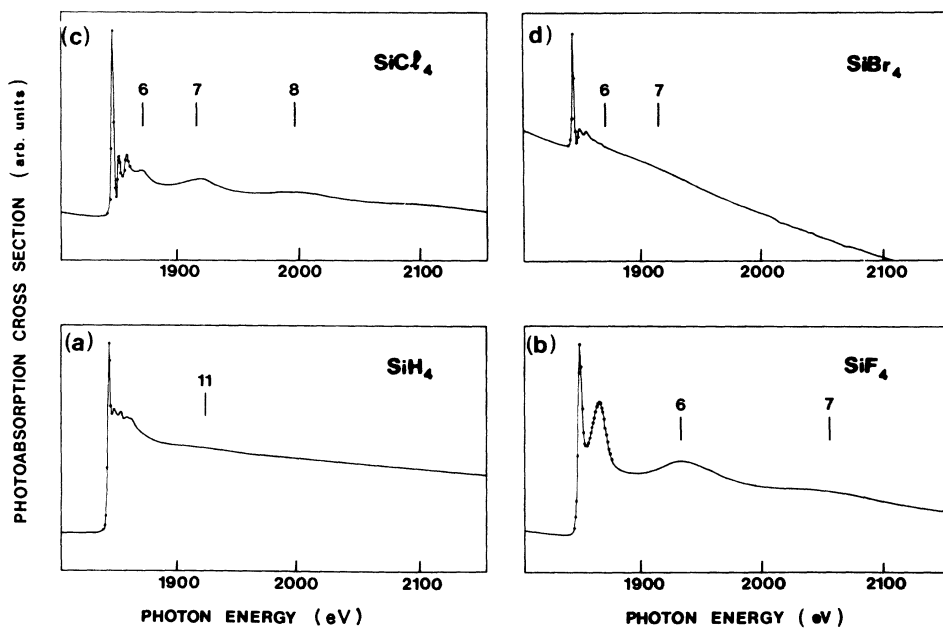 PHOTOABSORPTION CROSS SECTION (arb. units)
(c)
SiCℓ4
6 7 8
1900 2000 2100
d)
SiBr4
6 7
1900 2000 2100
(a)
SiH4
11
1900 2000 2100
PHOTON ENERGY (eV)
(b)
SiF4
6 7
1900 2000 2100
PHOTON ENERGY (eV)